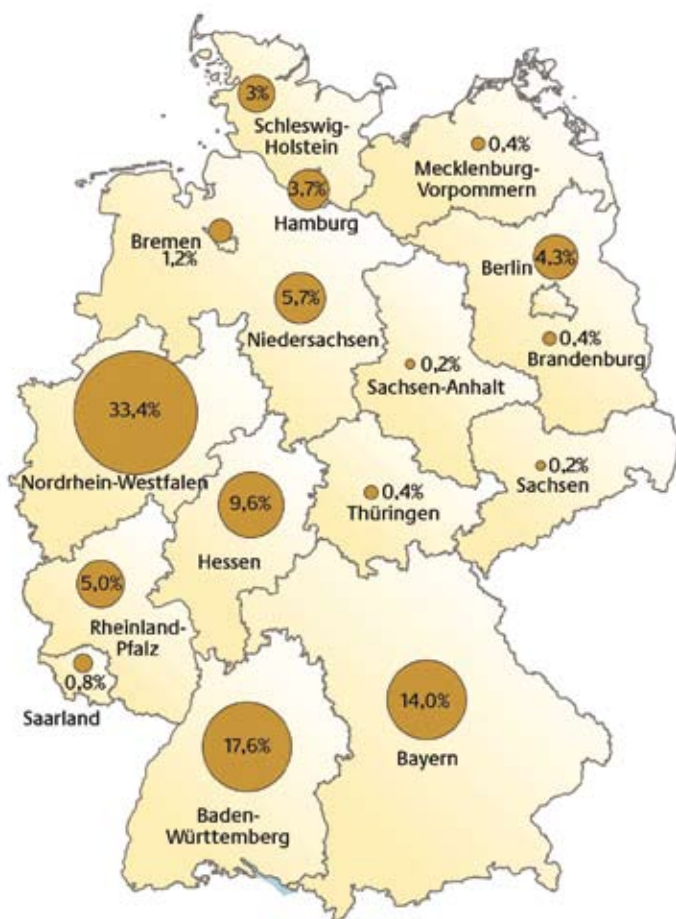 3%
Schleswig-
Holstein
0,4%
Mecklenburg-
Vorpommern
3,7%
Hamburg
Bremen
1,2%
4,3%
Berlin
5,7%
Niedersachsen
0,4%
Brandenburg
0,2%
Sachsen-Anhalt
33,4%
Nordrhein-Westfalen
0,2%
Sachsen
9,6%
Hessen
0,4%
Thüringen
5,0%
Rheinland-
Pfalz
0,8%
Saarland
14,0%
Bayern
17,6%
Baden-
Württemberg